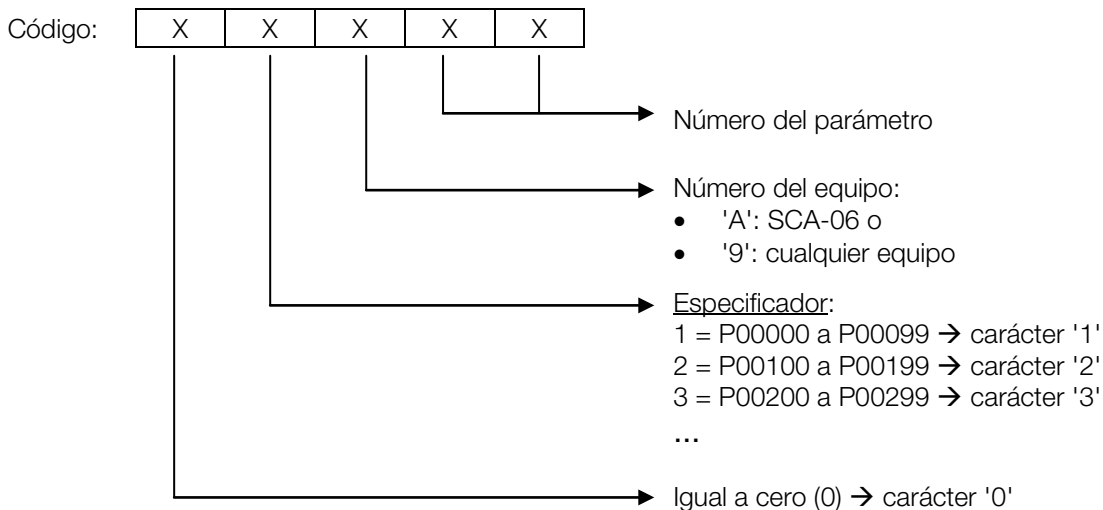 Código: X X X X X
Número del parámetro
Número del equipo:
• 'A': SCA-06 o
• '9': cualquier equipo
Especificador:
1 = P00000 a P00099 → carácter '1'
2 = P00100 a P00199 → carácter '2'
3 = P00200 a P00299 → carácter '3'
...
Igual a cero (0) → carácter '0'